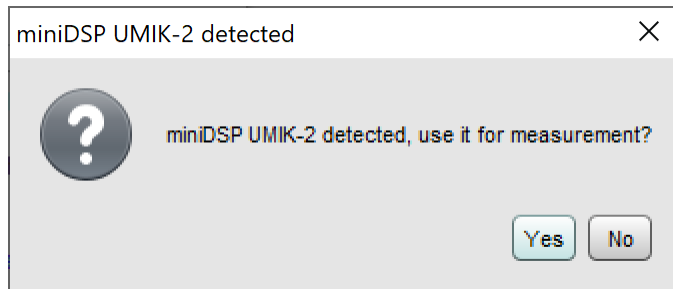 miniDSP UMIK-2 detected
miniDSP UMIK-2 detected, use it for measurement?
Yes
No